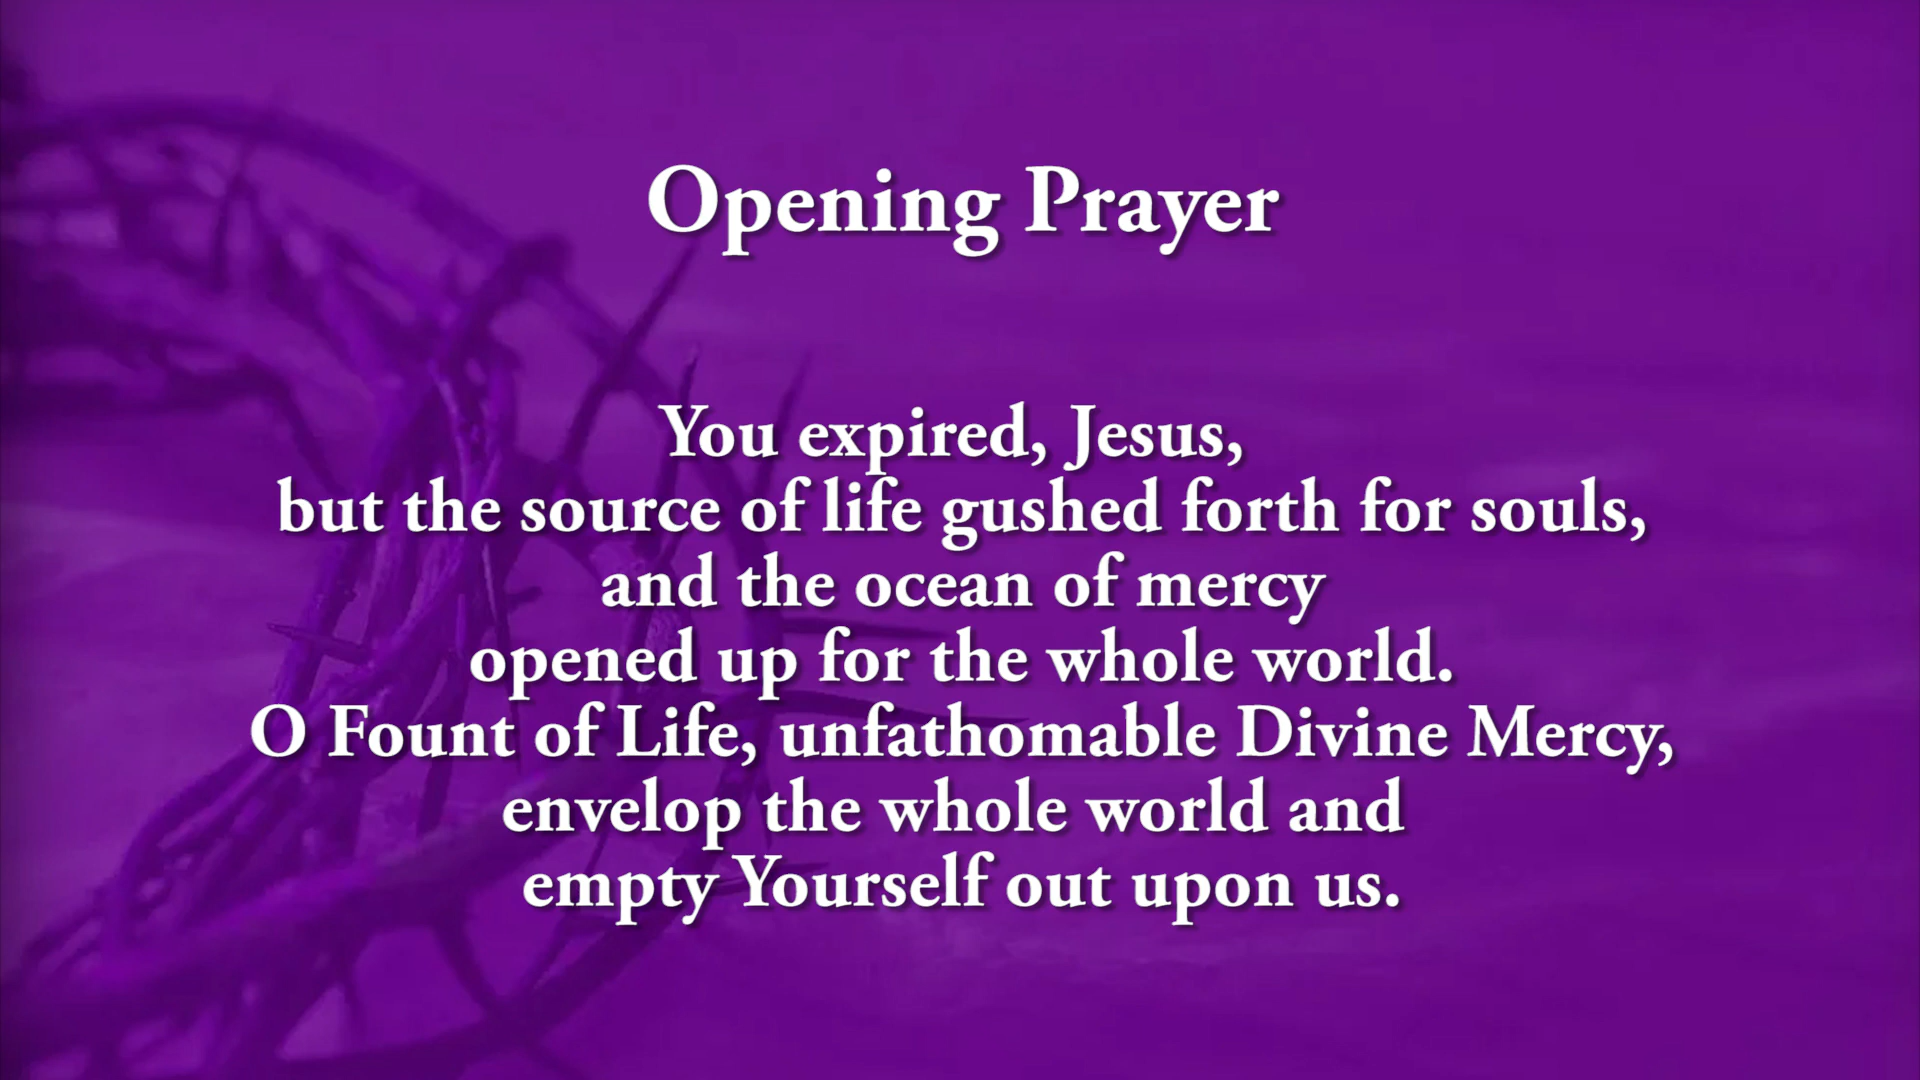 Opening Prayer
You expired, Jesus,
but the source of life gushed forth for souls,
and the ocean of mercy
opened up for the whole world.
O Fount of Life, unfathomable Divine Mercy,
envelop the whole world and
empty Yourself out upon us.